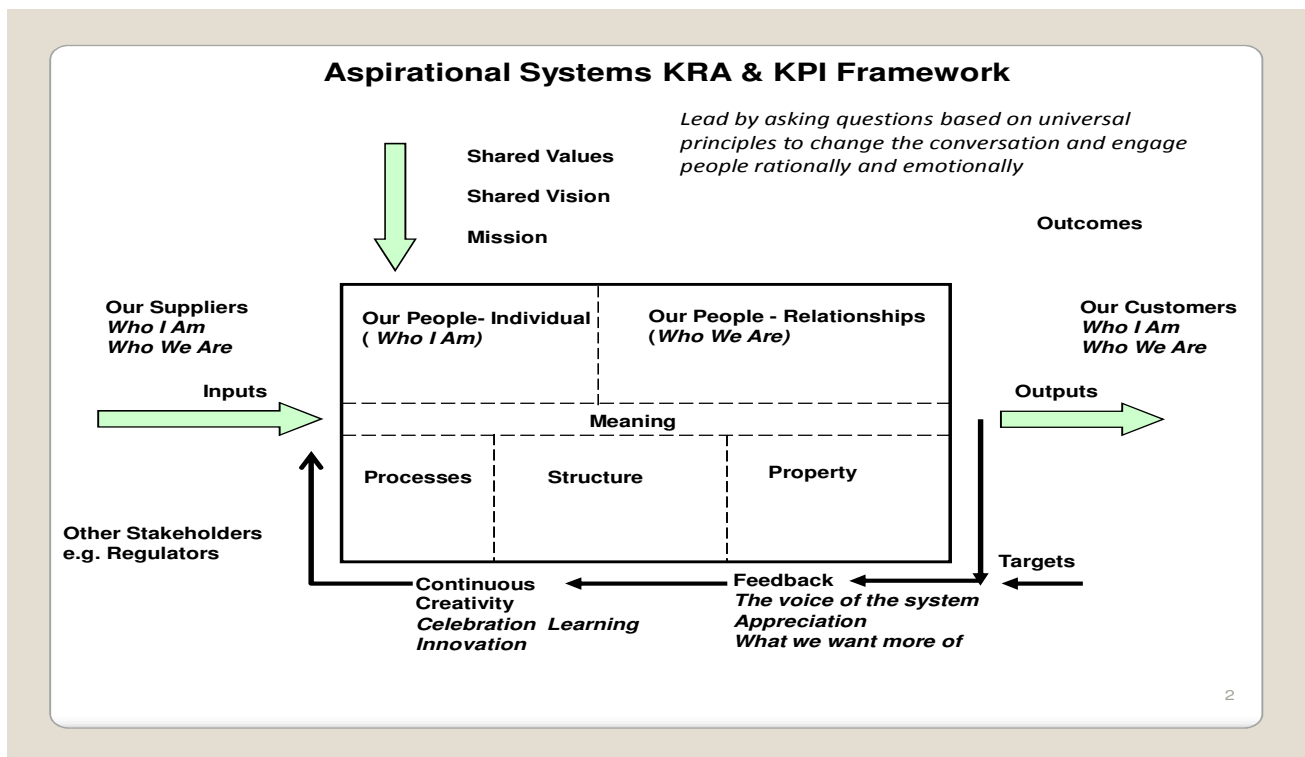 Aspirational Systems KRA & KPI Framework
Lead by asking questions based on universal
principles to change the conversation and engage
people rationally and emotionally
Shared Values
Shared Vision
Mission
Outcomes
Our Suppliers
Who I Am
Who We Are
Our People- Individual
( Who I Am)
Our People - Relationships
(Who We Are)
Our Customers
Who I Am
Who We Are
Inputs
Outputs
Meaning
Processes
Structure
Property
Other Stakeholders
e.g. Regulators
Targets
Continuous
Creativity
Celebration Learning
Innovation
Feedback
The voice of the system
Appreciation
What we want more of
2